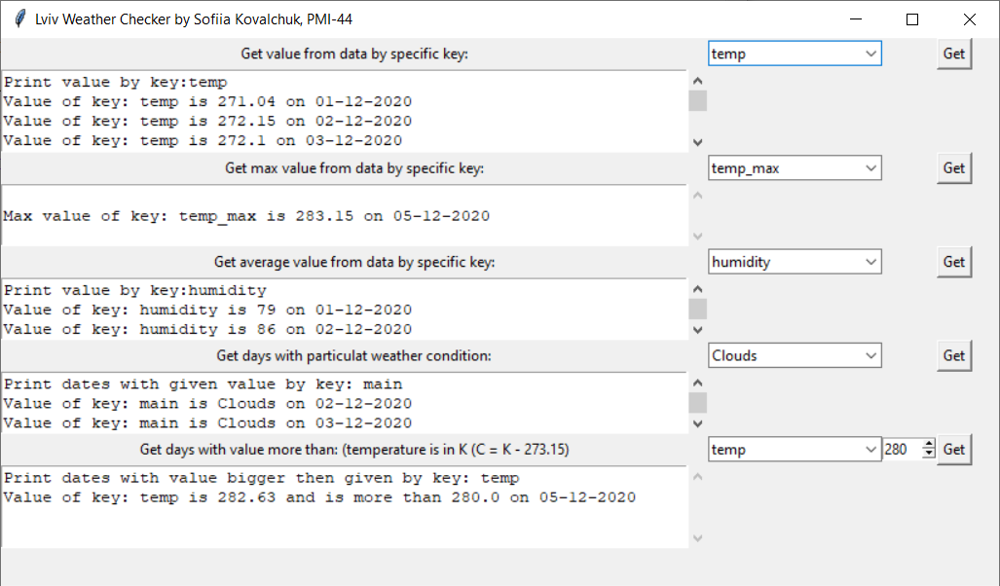 Lviv Weather Checker by Sofiia Kovalchuk, PMI-44
Get value from data by specific key:
temp
Get
Print value by key:temp
Value of key: temp is 271.04 on 01-12-2020
Value of key: temp is 272.15 on 02-12-2020
Value of key: temp is 272.1 on 03-12-2020
Get max value from data by specific key:
temp_max
Get
Max value of key: temp_max is 283.15 on 05-12-2020
Get average value from data by specific key:
humidity
Get
Print value by key:humidity
Value of key: humidity is 79 on 01-12-2020
Value of key: humidity is 86 on 02-12-2020
Get days with particulat weather condition:
Clouds
Get
Print dates with given value by key: main
Value of key: main is Clouds on 02-12-2020
Value of key: main is Clouds on 03-12-2020
Get days with value more than: (temperature is in K (C = K - 273.15)
temp
280
Get
Print dates with value bigger then given by key: temp
Value of key: temp is 282.63 and is more than 280.0 on 05-12-2020